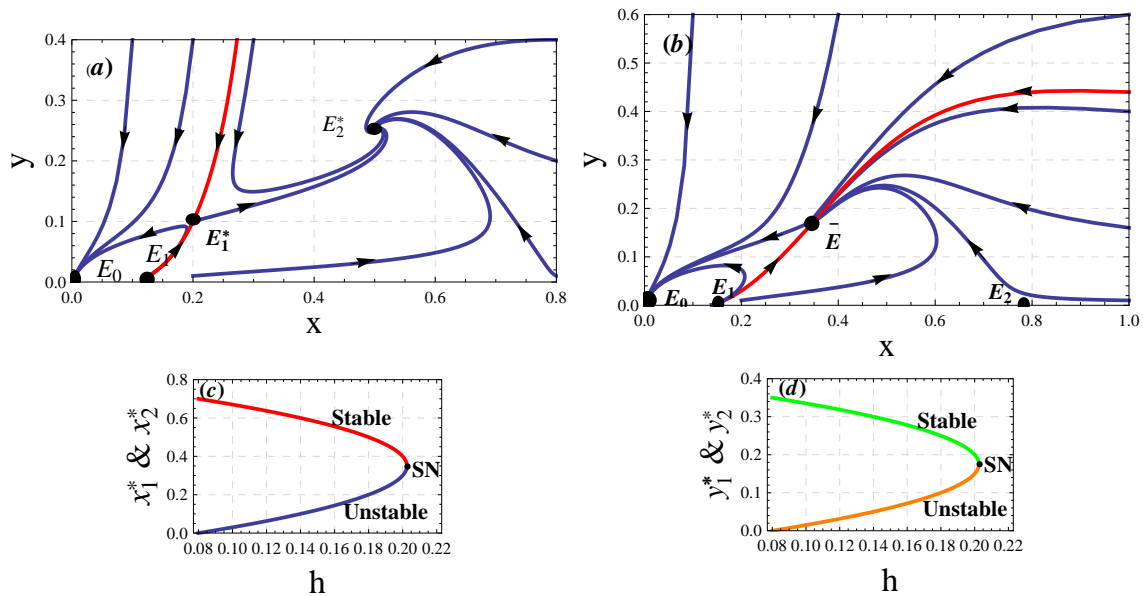 (a)
y
0.4
0.3
0.2
0.1
0.0
0.0 0.2 0.4 0.6 0.8
x
E₀
E₁
E₁*
E₂*
(b)
y
0.6
0.5
0.4
0.3
0.2
0.1
0.0
0.0 0.2 0.4 0.6 0.8 1.0
x
E₀
E₁
Ē
E₂
(c)
x₁* & x₂*
0.8
0.6
0.4
0.2
0.0
Stable
SN
Unstable
0.08 0.10 0.12 0.14 0.16 0.18 0.20 0.22
h
(d)
y₁* & y₂*
0.4
0.3
0.2
0.1
0.0
Stable
SN
Unstable
0.08 0.10 0.12 0.14 0.16 0.18 0.20 0.22
h